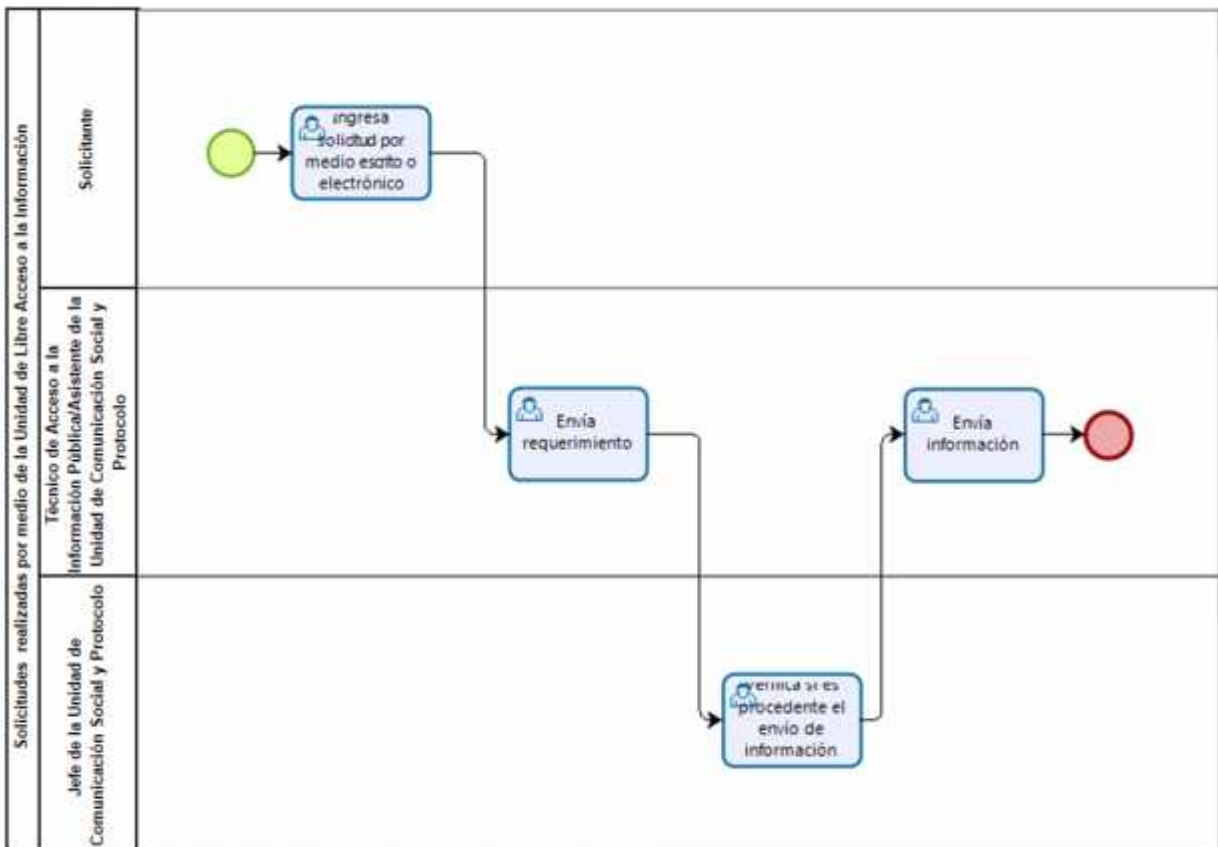 Solicitudes realizadas por medio de la Unidad de Libre Acceso a la Información
Solicitante
Ingresa
solicitud por
medio escrito o
electrónico
Técnico de Acceso a la
Información Pública/Asistente de la
Unidad de Comunicación Social y
Protocolo
Envía
requerimiento
Envía
información
Jefe de la Unidad de
Comunicación Social y Protocolo
Verifica si es
procedente el
envío de
información